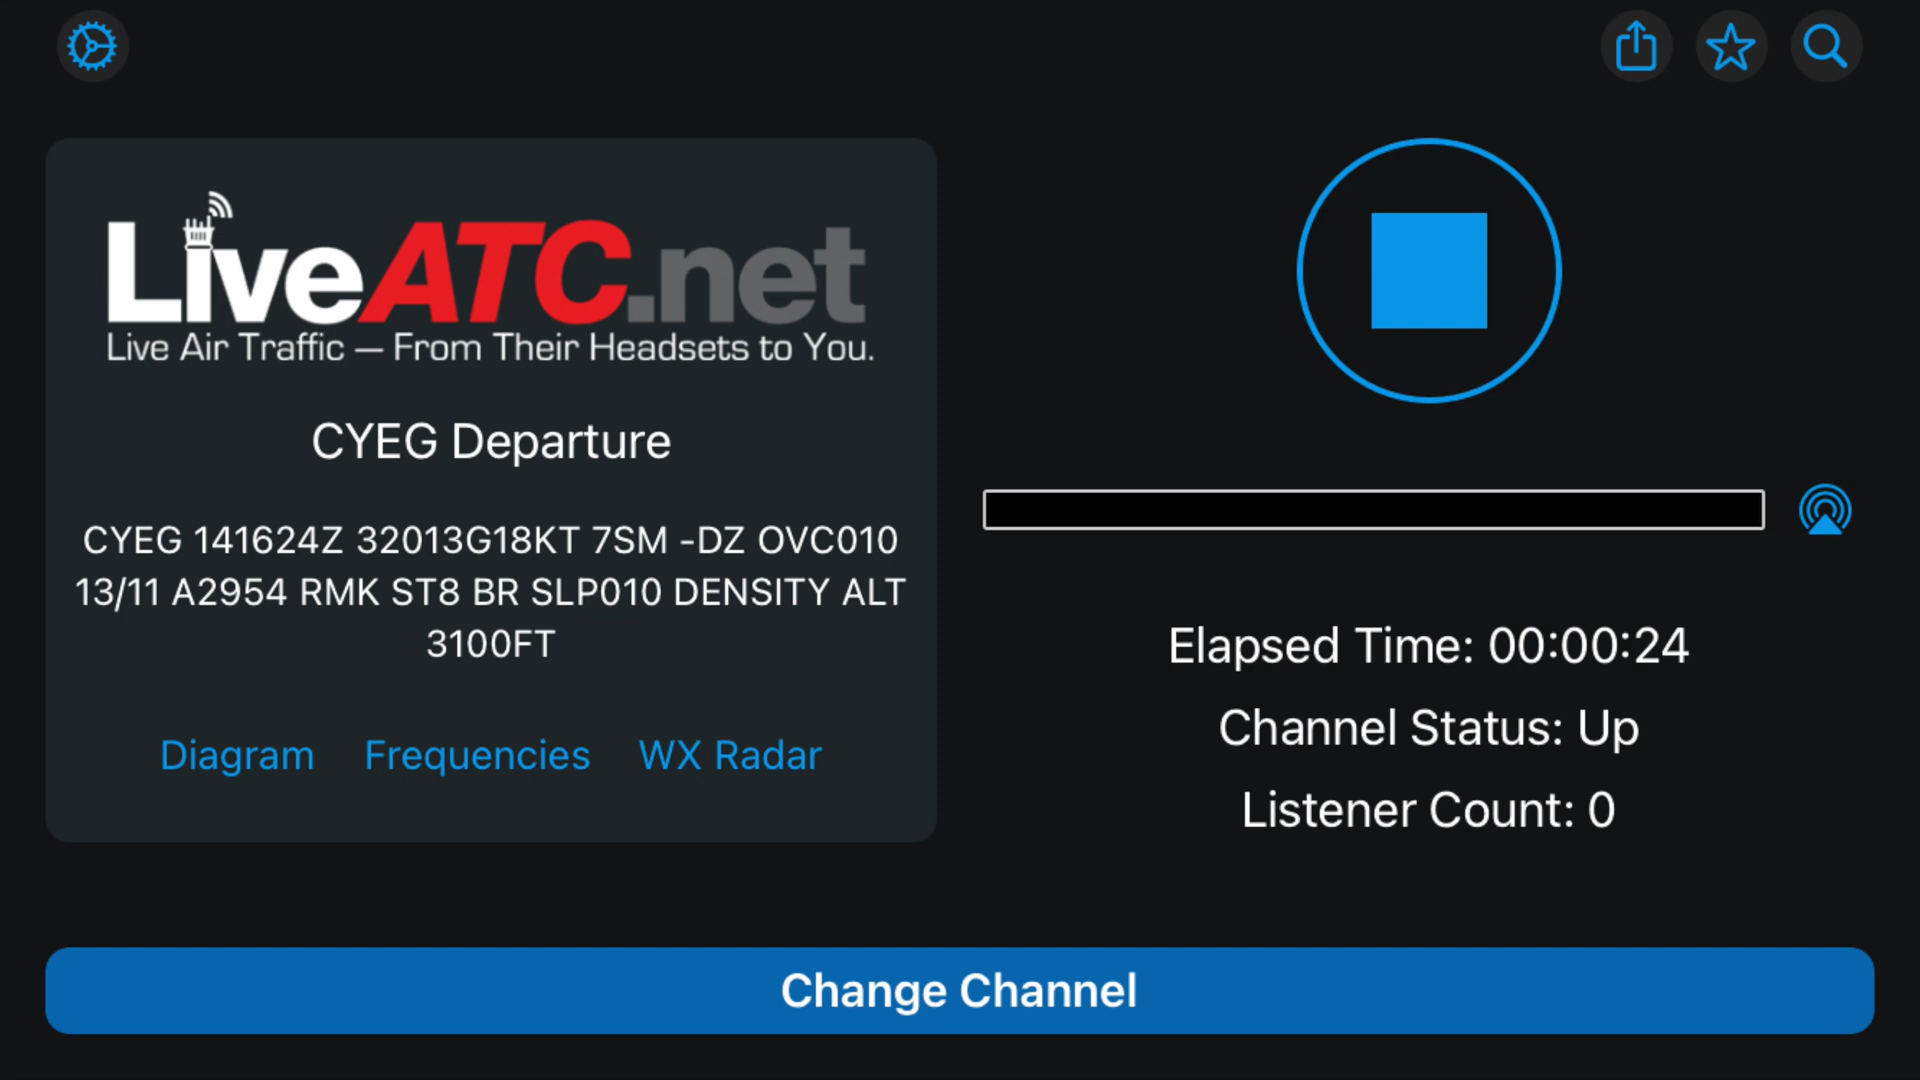 LiveATC.net
Live Air Traffic — From Their Headsets to You.
CYEG Departure
CYEG 141624Z 32013G18KT 7SM -DZ OVC010
13/11 A2954 RMK ST8 BR SLP010 DENSITY ALT
3100FT
Diagram Frequencies WX Radar
Elapsed Time: 00:00:24
Channel Status: Up
Listener Count: 0
Change Channel